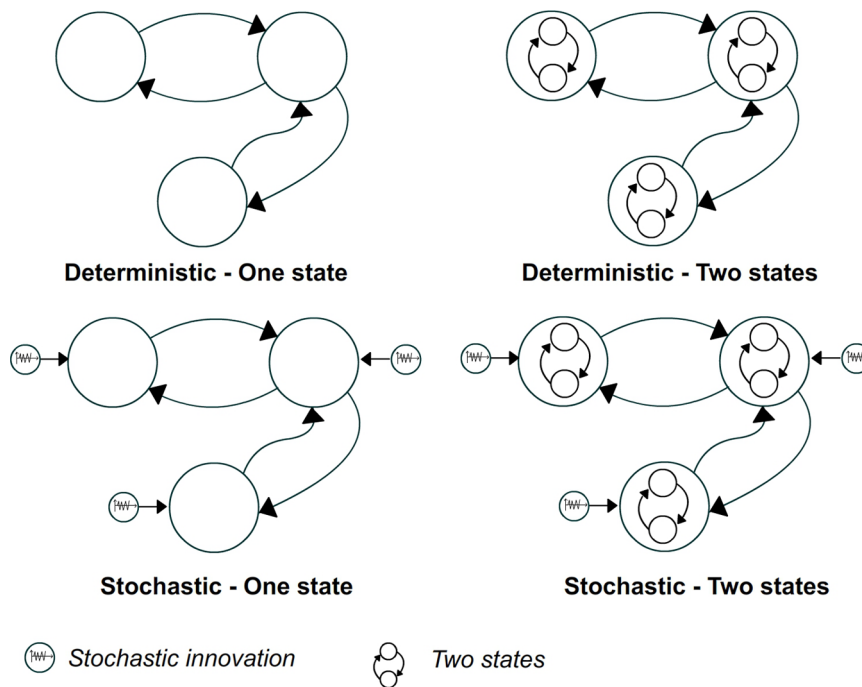 Deterministic - One state
Deterministic - Two states
Stochastic - One state
Stochastic - Two states
Stochastic innovation
Two states